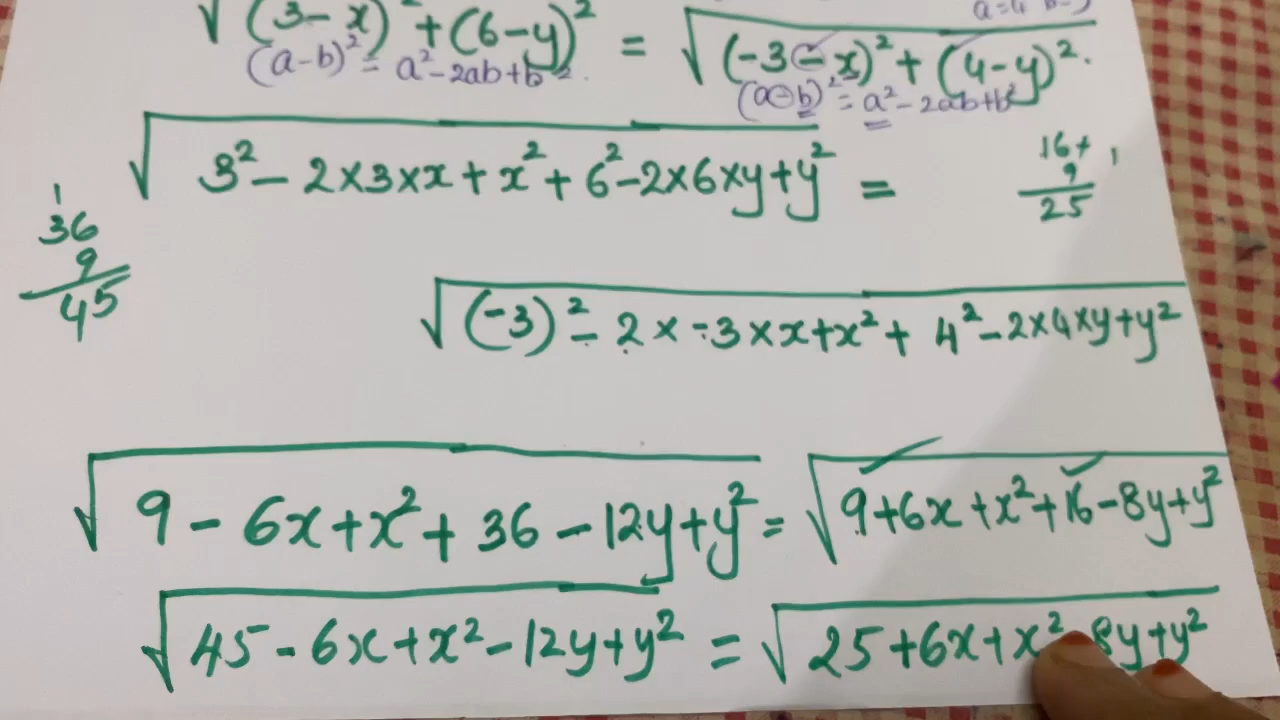 √(3-x)² + (6-y)² = √(-3-x)² + (4-y)².
(a-b)² = a²-2ab+b².
(a-b)² = a²-2ab+b²
√3² - 2×3×x + x² + 6² - 2×6×y + y² =
16+
9
25
1
36
9
45
√(-3)² - 2 × -3 × x + x² + 4² - 2×4×y + y²
√9 - 6x + x² + 36 - 12y + y² = √9 + 6x + x² + 16 - 8y + y²
√45 - 6x + x² - 12y + y² = √25 + 6x + x² 8y + y²